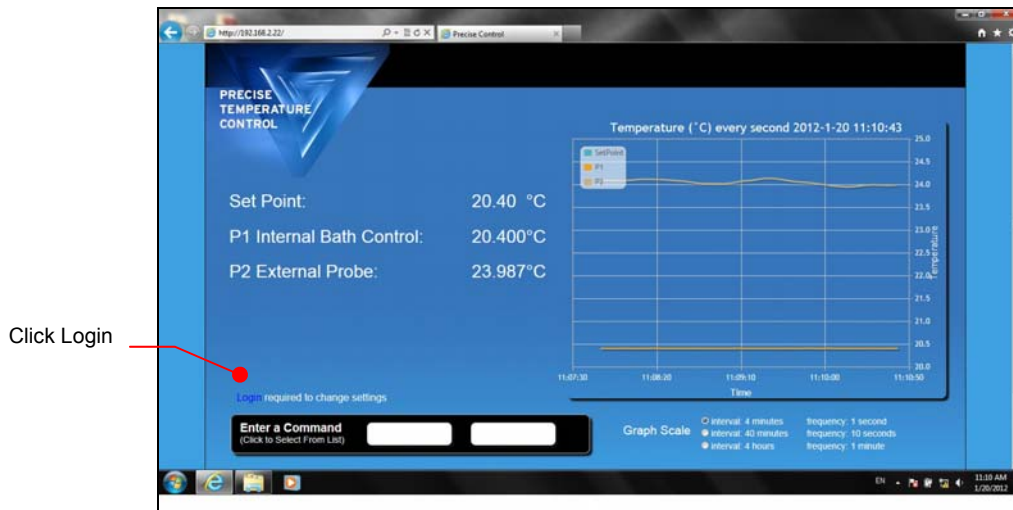 Click Login
http://192.168.2.22/
Precise Control
PRECISE
TEMPERATURE
CONTROL
Temperature (°C) every second 2012-1-20 11:10:43
SetPoint
P1
P2
25.0
24.5
24.0
23.5
23.0
22.5
22.0
21.5
21.0
20.5
20.0
Temperature
11:07:30 11:08:20 11:09:10 11:10:00 11:10:50
Time
Set Point: 20.40 °C
P1 Internal Bath Control: 20.400°C
P2 External Probe: 23.987°C
Login required to change settings
Enter a Command
(Click to Select From List)
Graph Scale
interval: 4 minutes frequency: 1 second
interval: 40 minutes frequency: 10 seconds
interval: 4 hours frequency: 1 minute
EN
11:10 AM
1/20/2012